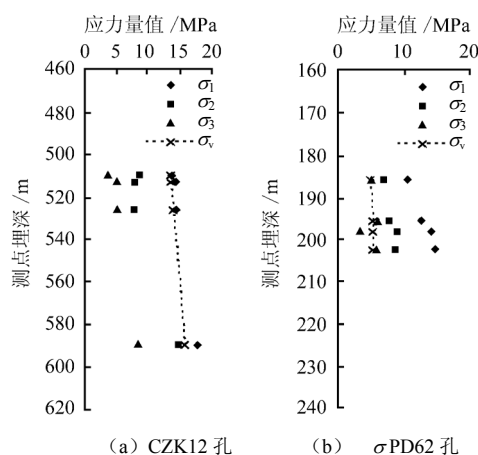 应力量值 /MPa
0 5 10 15 20
460
480
500
520
540
560
580
600
620
测点埋深 /m
σ1
σ2
σ3
σv
(a) CZK12 孔
应力量值 /MPa
0 10 20
160
170
180
190
200
210
220
230
240
测点埋深 /m
σ1
σ2
σ3
σv
(b) σPD62 孔